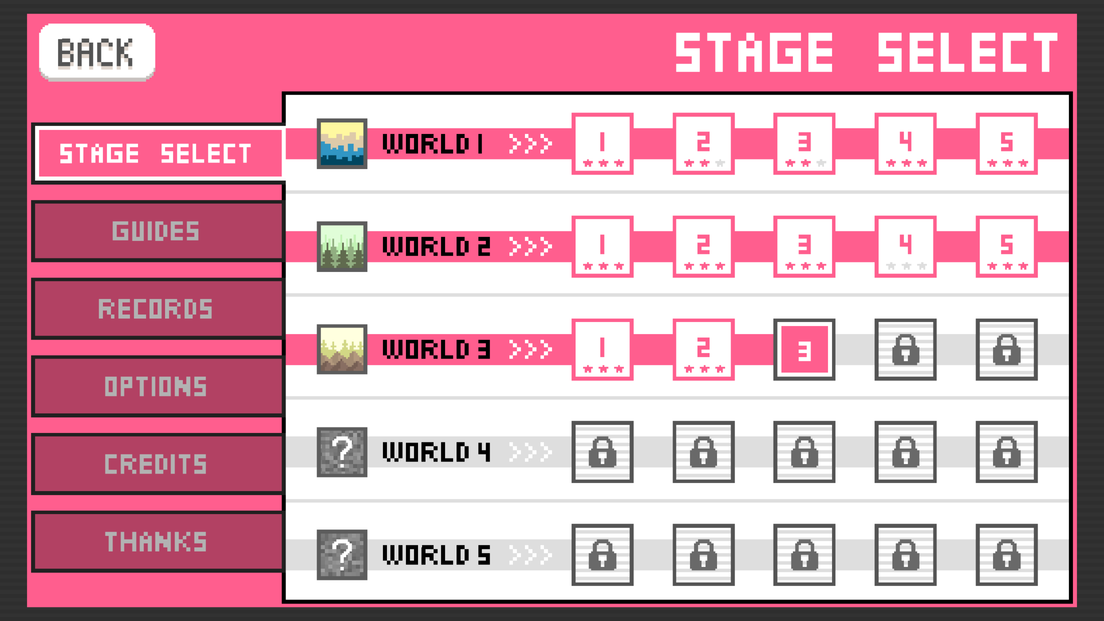 BACK
STAGE SELECT
STAGE SELECT
GUIDES
RECORDS
OPTIONS
CREDITS
THANKS
WORLD 1 >>> 1 2 3 4 5
WORLD 2 >>> 1 2 3 4 5
WORLD 3 >>> 1 2 3
? WORLD 4 >>>
? WORLD 5 >>>